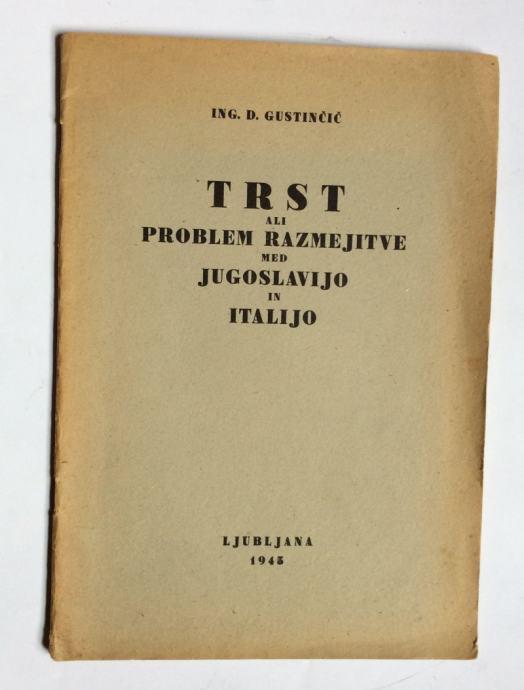 ING. D. GUSTINČIČ
TRST
ALI
PROBLEM RAZMEJITVE
MED
JUGOSLAVIJO
IN
ITALIJO
LJUBLJANA
1945